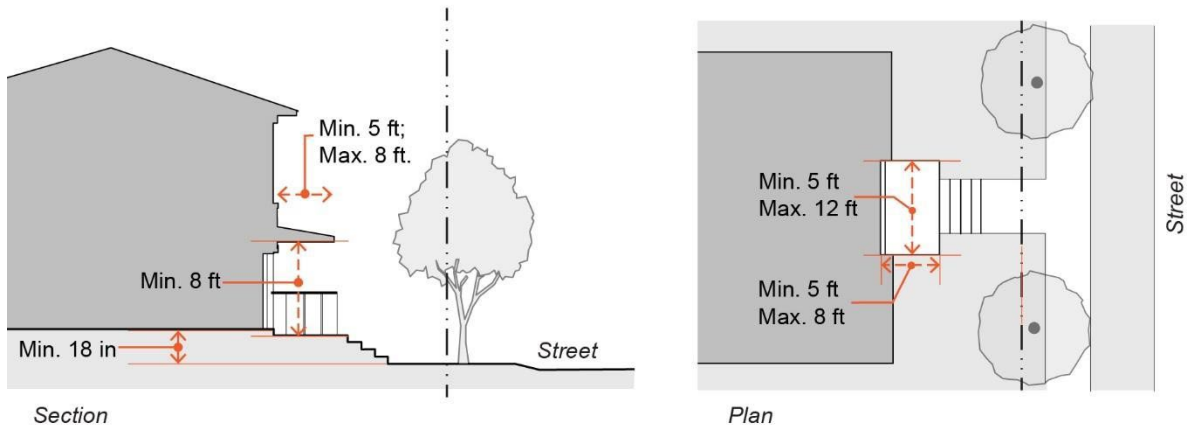 Min. 5 ft;
Max. 8 ft.
Min. 8 ft
Min. 18 in
Street
Section
Min. 5 ft
Max. 12 ft
Min. 5 ft
Max. 8 ft
Street
Plan